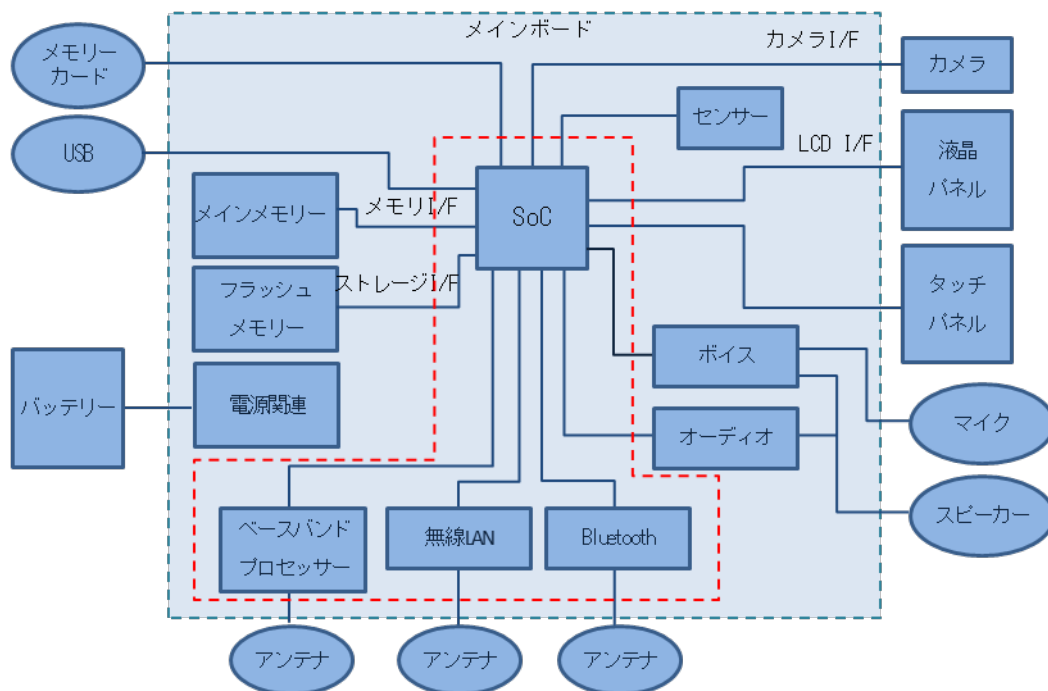 メインボード
カメラI/F
メモリー
カード
カメラ
センサー
USB
LCD I/F
液晶
パネル
メインメモリー
メモリI/F
SoC
フラッシュ
メモリー
ストレージI/F
タッチ
パネル
ボイス
バッテリー
電源関連
オーディオ
マイク
スピーカー
ベースバンド
プロセッサー
無線LAN
Bluetooth
アンテナ
アンテナ
アンテナ